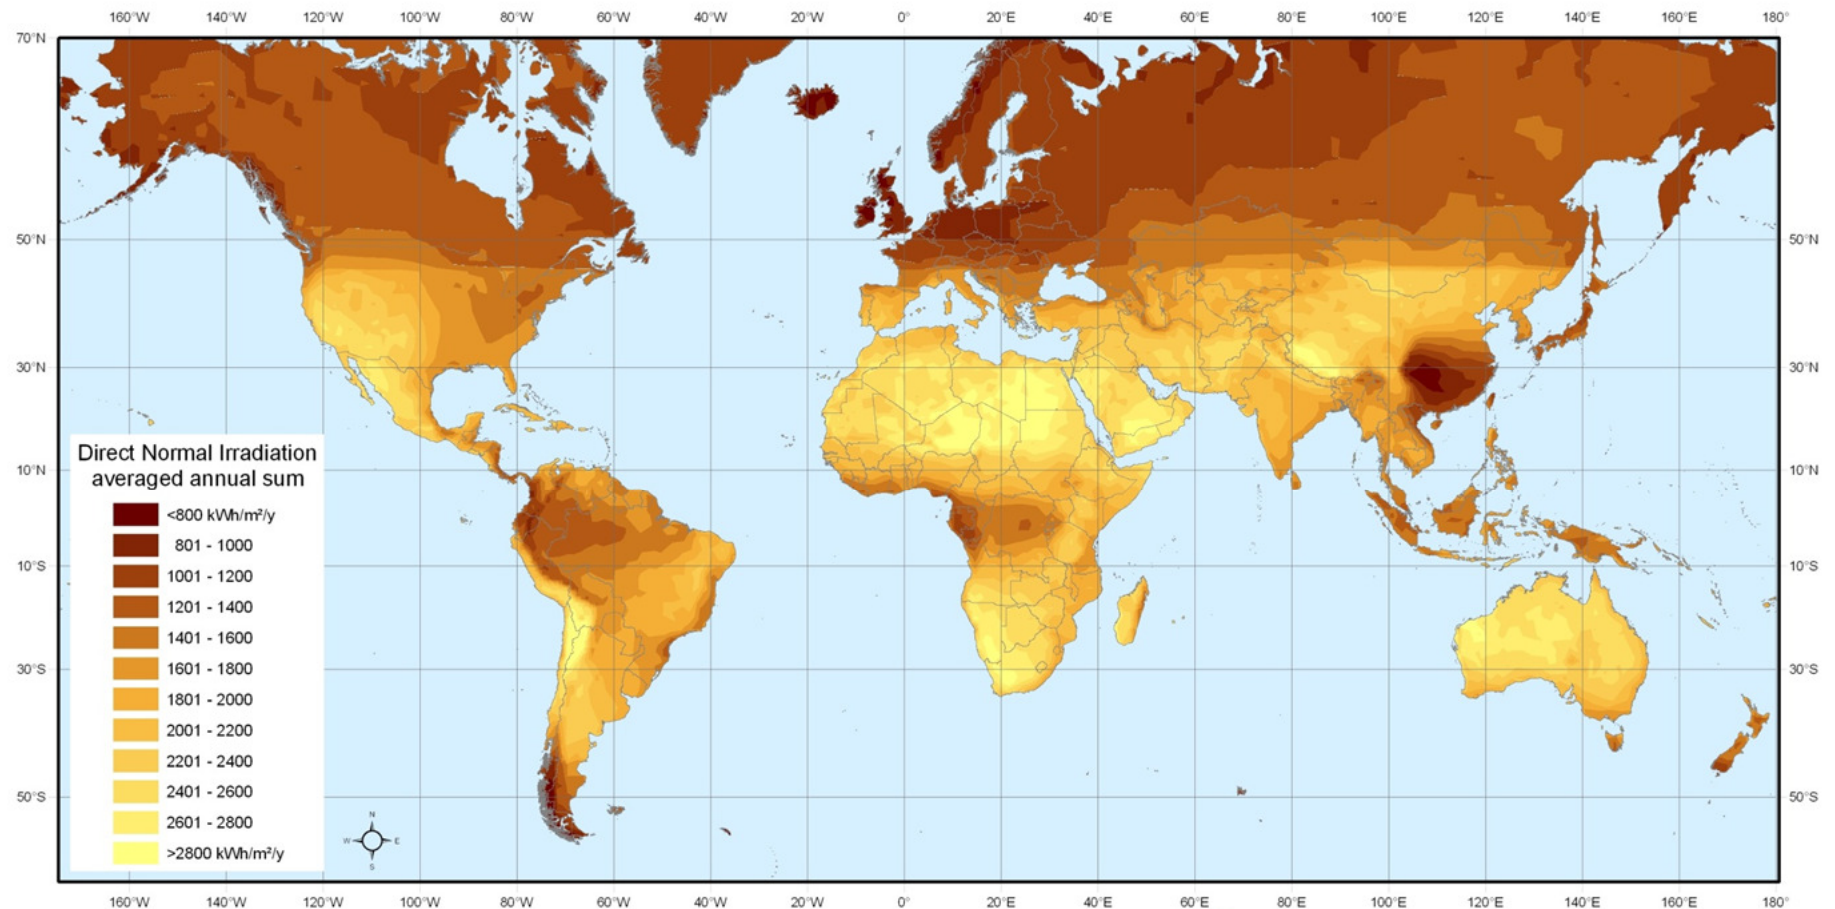 160°W 140°W 120°W 100°W 80°W 60°W 40°W 20°W 0° 20°E 40°E 60°E 80°E 100°E 120°E 140°E 160°E 180°
70°N
50°N 50°N
30°N 30°N
10°N 10°N
10°S 10°S
30°S 30°S
50°S 50°S
Direct Normal Irradiation
averaged annual sum
<800 kWh/m²/y
801 - 1000
1001 - 1200
1201 - 1400
1401 - 1600
1601 - 1800
1801 - 2000
2001 - 2200
2201 - 2400
2401 - 2600
2601 - 2800
>2800 kWh/m²/y
N
W E
S
160°W 140°W 120°W 100°W 80°W 60°W 40°W 20°W 0° 20°E 40°E 60°E 80°E 100°E 120°E 140°E 160°E 180°